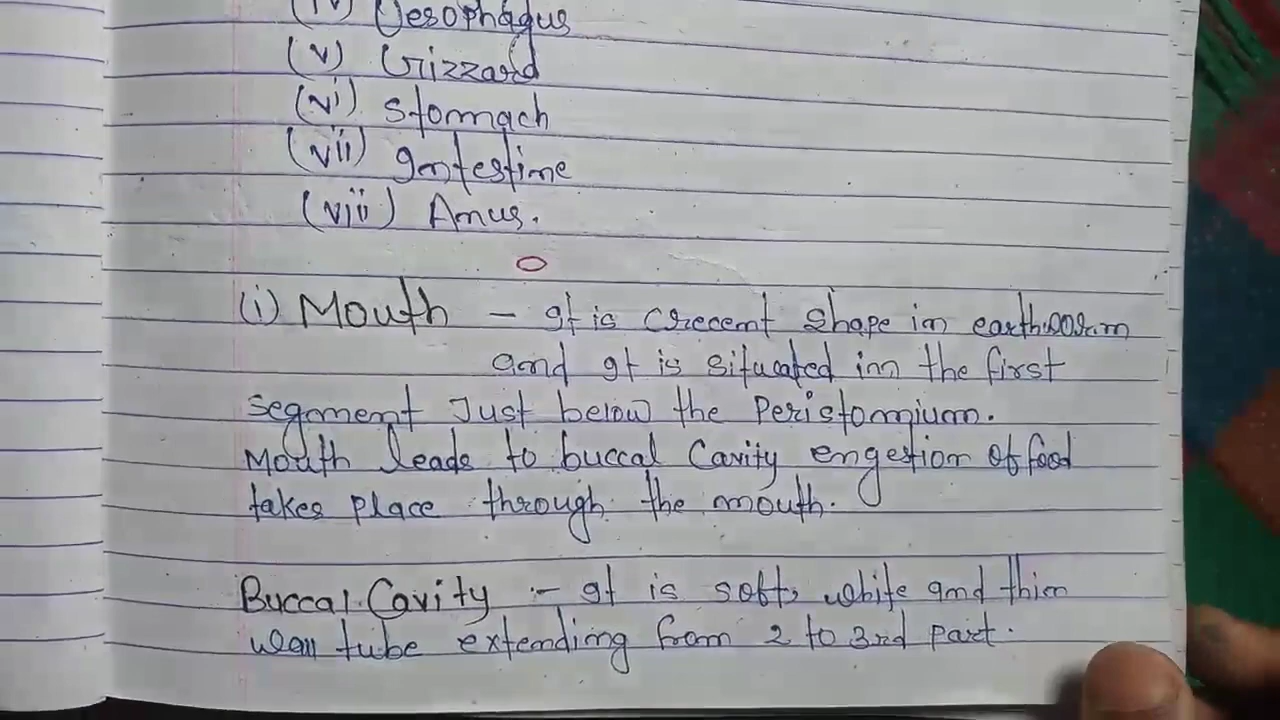 (iv) Oesophagus
(v) Gizzard
(vi) Stomach
(vii) Intestine
(viii) Anus.
(i) Mouth - It is crecent shape in earthworm
and It is situated inn the first
segment Just below the Peristomium.
Mouth leads to buccal Cavity engestion of food
takes place through the mouth.
Buccal Cavity :- It is soft, white and thin
wall tube extending from 2 to 3rd part.